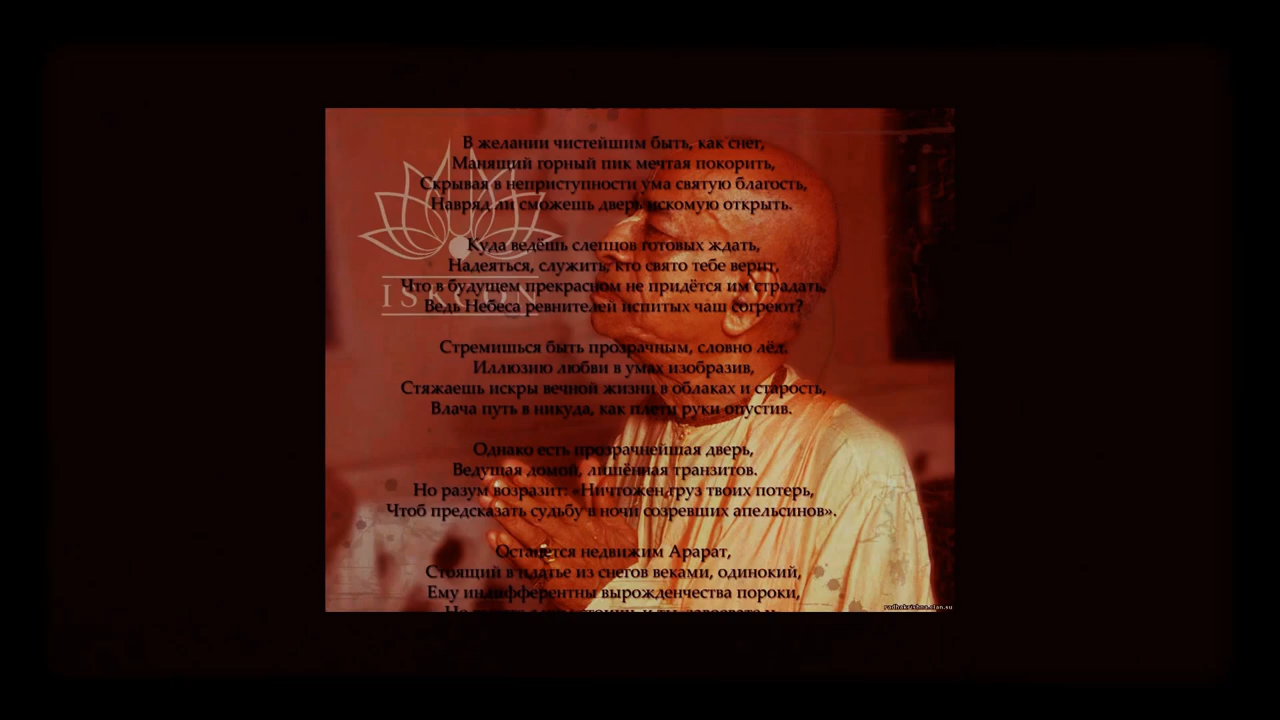 В желании чистейшим быть, как снег,
Манящий горный пик мечтая покорить,
Скрывая в неприступности ума святую благость,
Навряд ли сможешь дверь искомую открыть.
Куда ведёшь слепцов готовых ждать,
Надеяться, служить, кто свято тебе верит,
Что в будущем прекрасном не придётся им страдать,
Ведь Небеса ревнителей испитых чаш согреют?
ISKCON
Стремишься быть прозрачным, словно лёд.
Иллюзию любви в умах изобразив,
Стяжаешь искры вечной жизни в облаках и старость,
Влача путь в никуда, как плети руки опустив.
Однако есть прозрачнейшая дверь,
Ведущая домой, лишённая транзитов.
Но разум возразит: «Ничтожен груз твоих потерь,
Чтоб предсказать судьбу в ночи созревших апельсинов».
Останется недвижим Арарат,
Стоящий в платье из снегов веками, одинокий,
Ему индифферентны вырожденчества пороки,
radhakrishna.clan.su